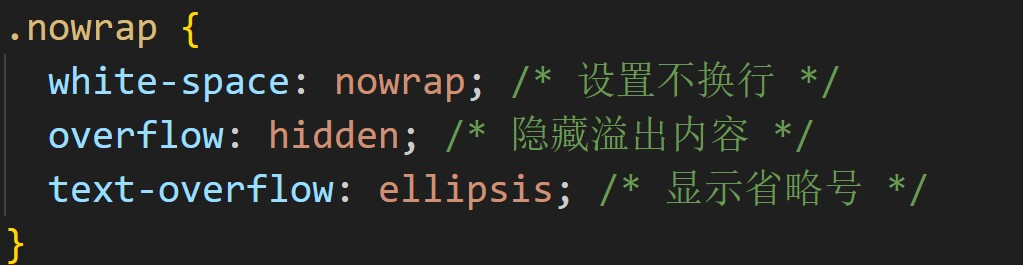 .nowrap {
  white-space: nowrap; /* 设置不换行 */
  overflow: hidden; /* 隐藏溢出内容 */
  text-overflow: ellipsis; /* 显示省略号 */
}